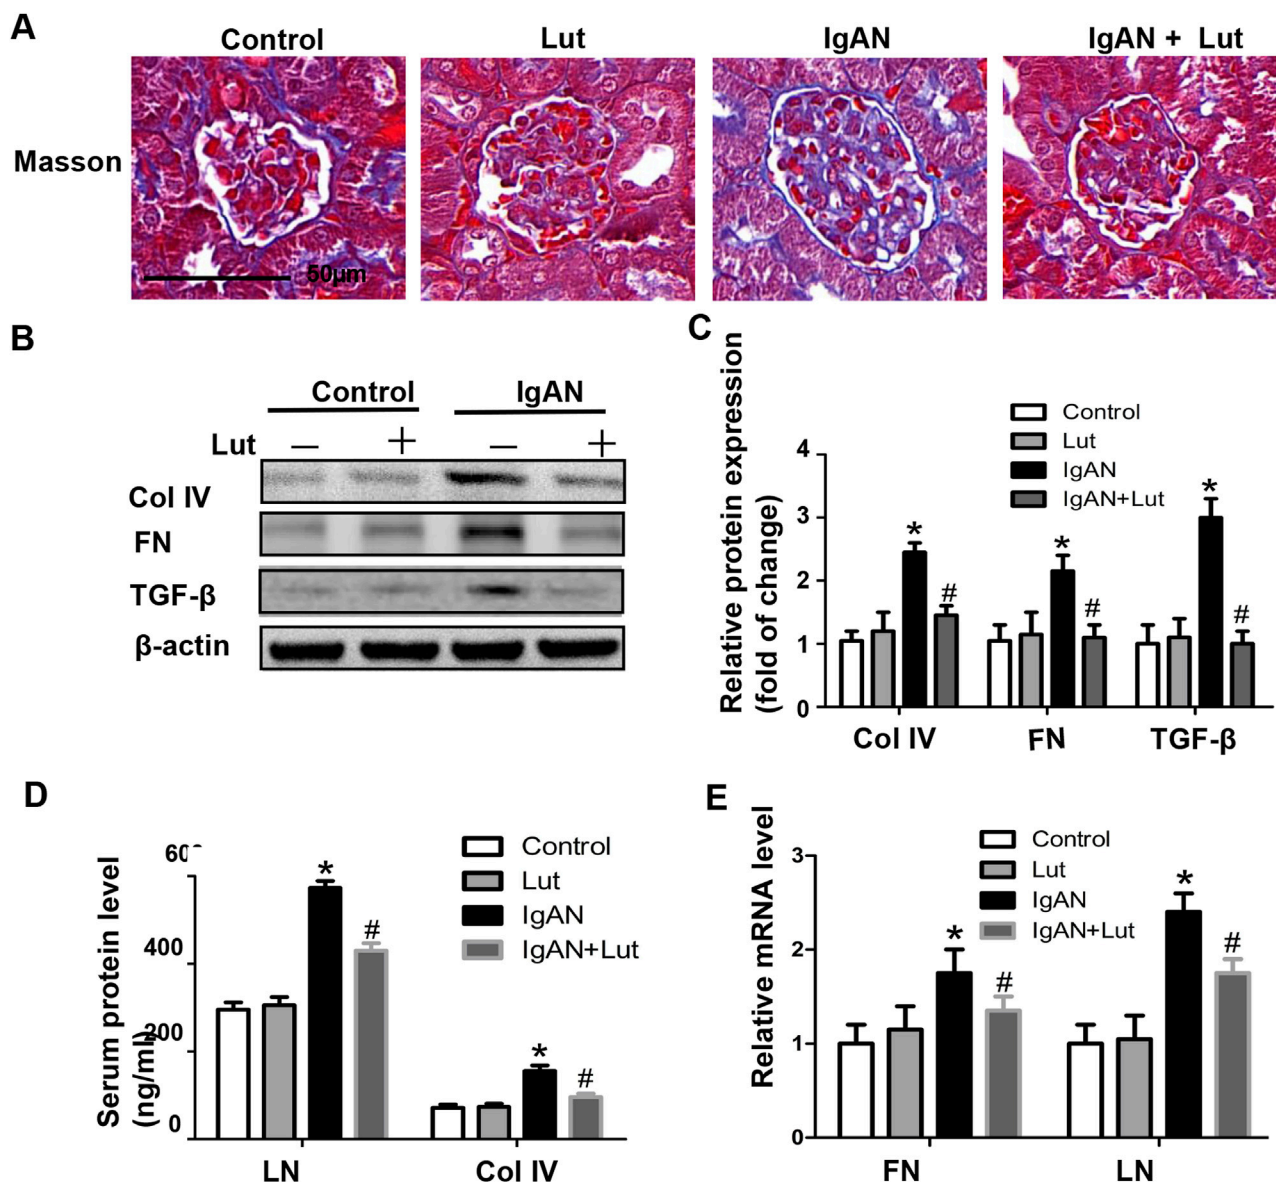 A
Control
Lut
IgAN
IgAN + Lut
Masson
50μm
B
Control
IgAN
Lut
— + — +
Col IV
FN
TGF-β
β-actin
C
Relative protein expression
(fold of change)
Control
Lut
IgAN
IgAN+Lut
4
3
2
1
0
*
#
*
#
*
#
Col IV
FN
TGF-β
D
Serum protein level
(ng/ml)
400
200
0
Control
Lut
IgAN
IgAN+Lut
*
#
*
#
LN
Col IV
E
Relative mRNA level
Control
Lut
IgAN
IgAN+Lut
3
2
1
0
*
#
*
#
FN
LN